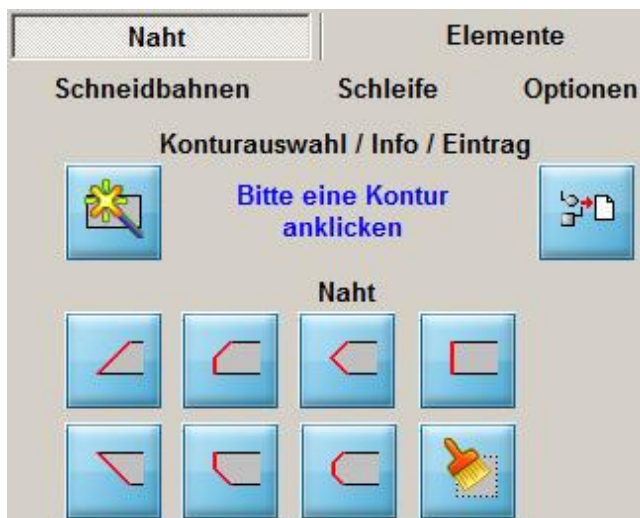 Naht Elemente
Schneidbahnen Schleife Optionen
Konturauswahl / Info / Eintrag
Bitte eine Kontur
anklicken
Naht